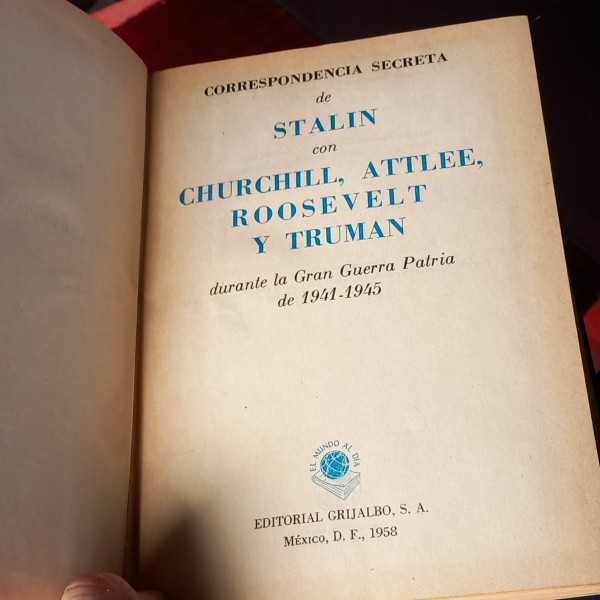 CORRESPONDENCIA SECRETA
de
STALIN
con
CHURCHILL, ATTLEE,
ROOSEVELT
Y TRUMAN
durante la Gran Guerra Patria
de 1941-1945
EL MUNDO AL DIA
EDITORIAL GRIJALBO, S. A.
MÉXICO, D. F., 1958